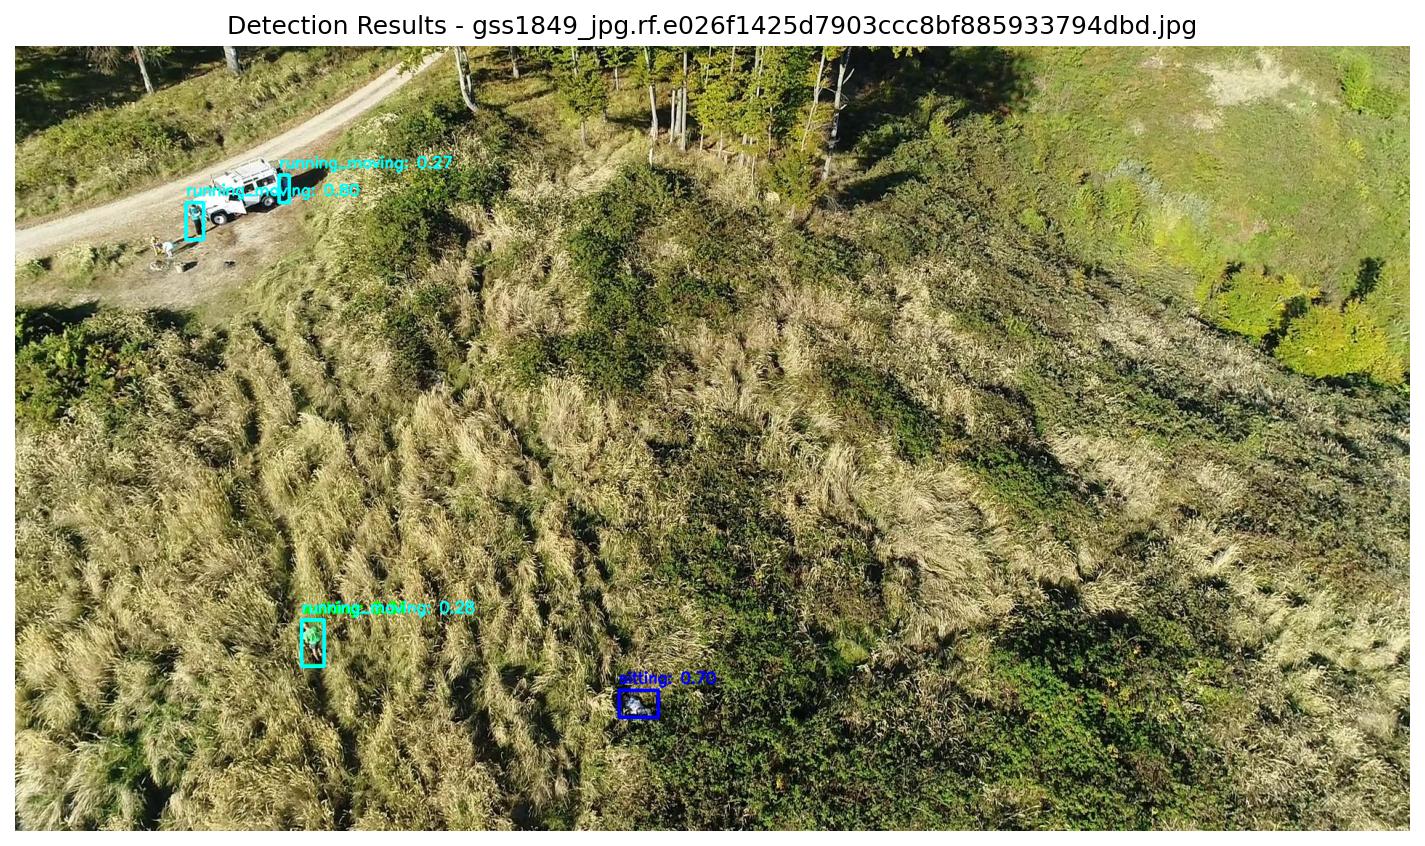 Detection Results - gss1849_jpg.rf.e026f1425d7903ccc8bf885933794dbd.jpg
running_moving: 0.27
running_moving: 0.80
running_moving: 0.28
sitting: 0.70